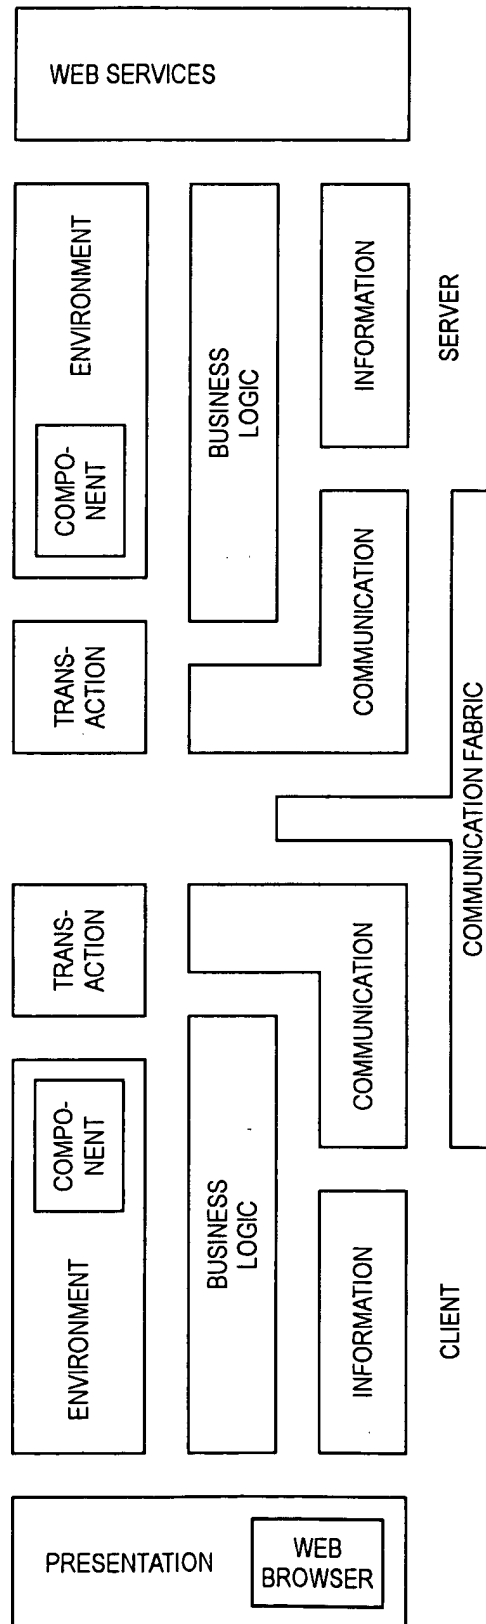 WEB SERVICES
ENVIRONMENT
COMPO-
NENT
BUSINESS
LOGIC
INFORMATION
SERVER
TRANS-
ACTION
COMMUNICATION
COMMUNICATION FABRIC
TRANS-
ACTION
COMMUNICATION
ENVIRONMENT
COMPO-
NENT
BUSINESS
LOGIC
INFORMATION
CLIENT
PRESENTATION
WEB
BROWSER